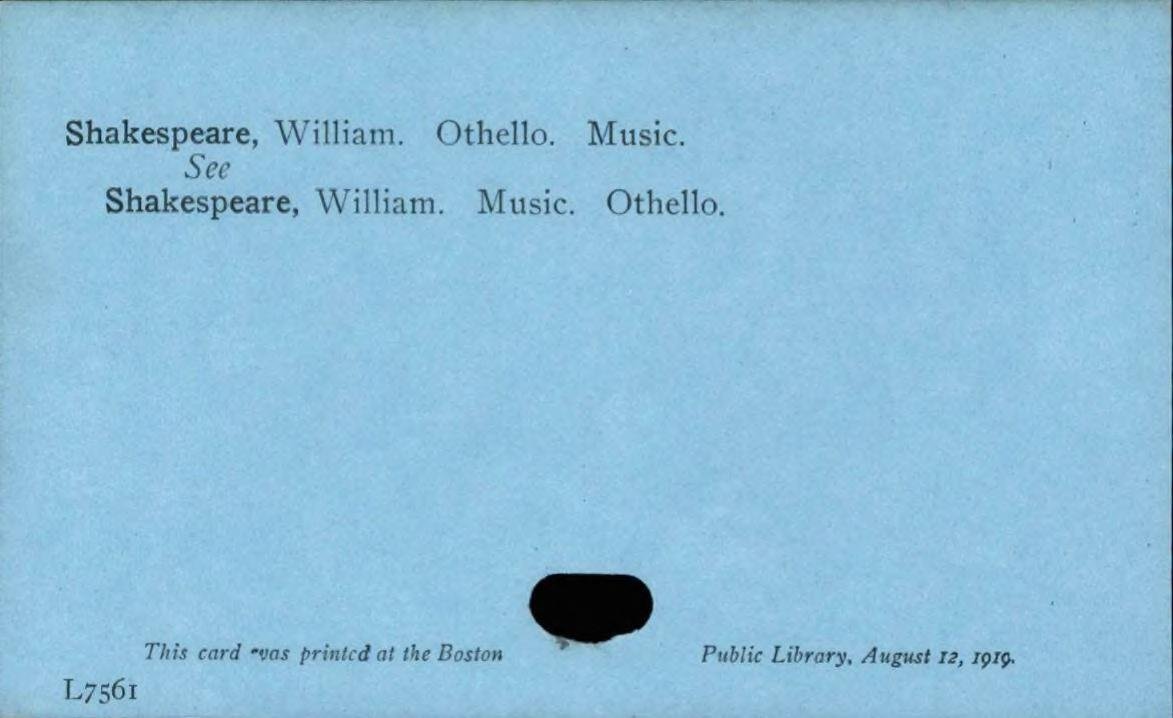 Shakespeare, William. Othello. Music.
See
Shakespeare, William. Music. Othello.
This card was printed at the Boston Public Library, August 12, 1919.
L7561